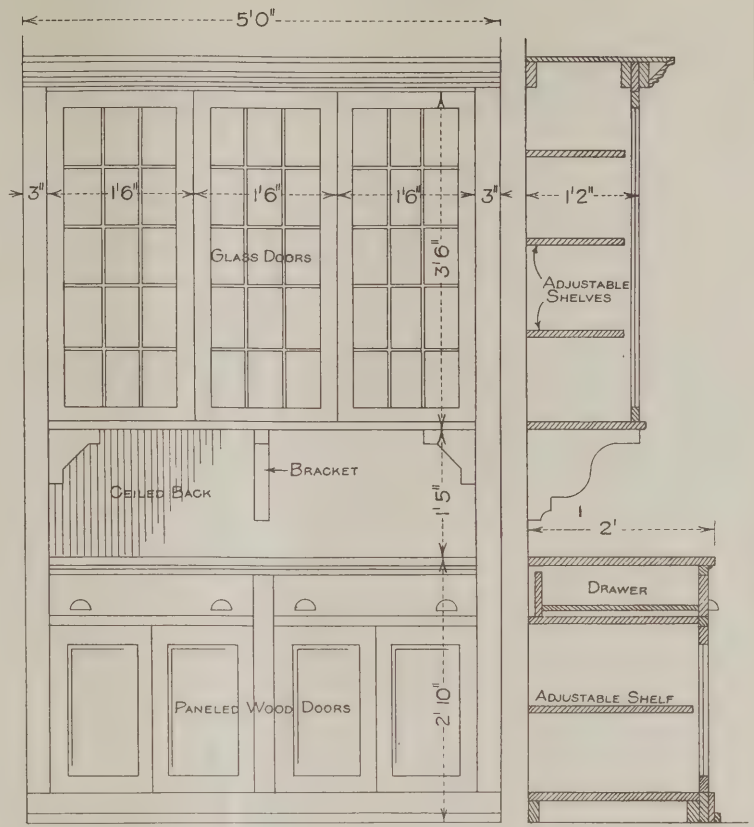 5'0"
3"
1'6"
1'6"
1'6"
3"
1'2"
GLASS DOORS
3'6"
ADJUSTABLE
SHELVES
BRACKET
CEILED BACK
1'5"
2'
DRAWER
PANELED WOOD DOORS
2'10"
ADJUSTABLE SHELF